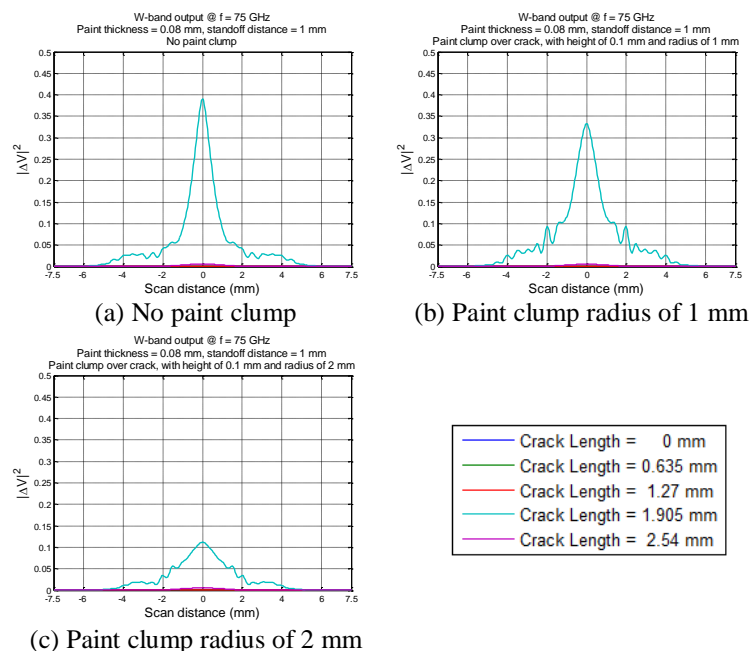 W-band output @ f = 75 GHz
Paint thickness = 0.08 mm, standoff distance = 1 mm
No paint clump
0.5
0.45
0.4
0.35
0.3
0.25
0.2
0.15
0.1
0.05
0
|ΔV|²
-7.5 -6 -4 -2 0 2 4 6 7.5
Scan distance (mm)
(a) No paint clump
W-band output @ f = 75 GHz
Paint thickness = 0.08 mm, standoff distance = 1 mm
Paint clump over crack, with height of 0.1 mm and radius of 1 mm
0.5
0.45
0.4
0.35
0.3
0.25
0.2
0.15
0.1
0.05
0
|ΔV|²
-7.5 -6 -4 -2 0 2 4 6 7.5
Scan distance (mm)
(b) Paint clump radius of 1 mm
W-band output @ f = 75 GHz
Paint thickness = 0.08 mm, standoff distance = 1 mm
Paint clump over crack, with height of 0.1 mm and radius of 2 mm
0.5
0.45
0.4
0.35
0.3
0.25
0.2
0.15
0.1
0.05
0
|ΔV|²
-7.5 -6 -4 -2 0 2 4 6 7.5
Scan distance (mm)
(c) Paint clump radius of 2 mm
Crack Length = 0 mm
Crack Length = 0.635 mm
Crack Length = 1.27 mm
Crack Length = 1.905 mm
Crack Length = 2.54 mm